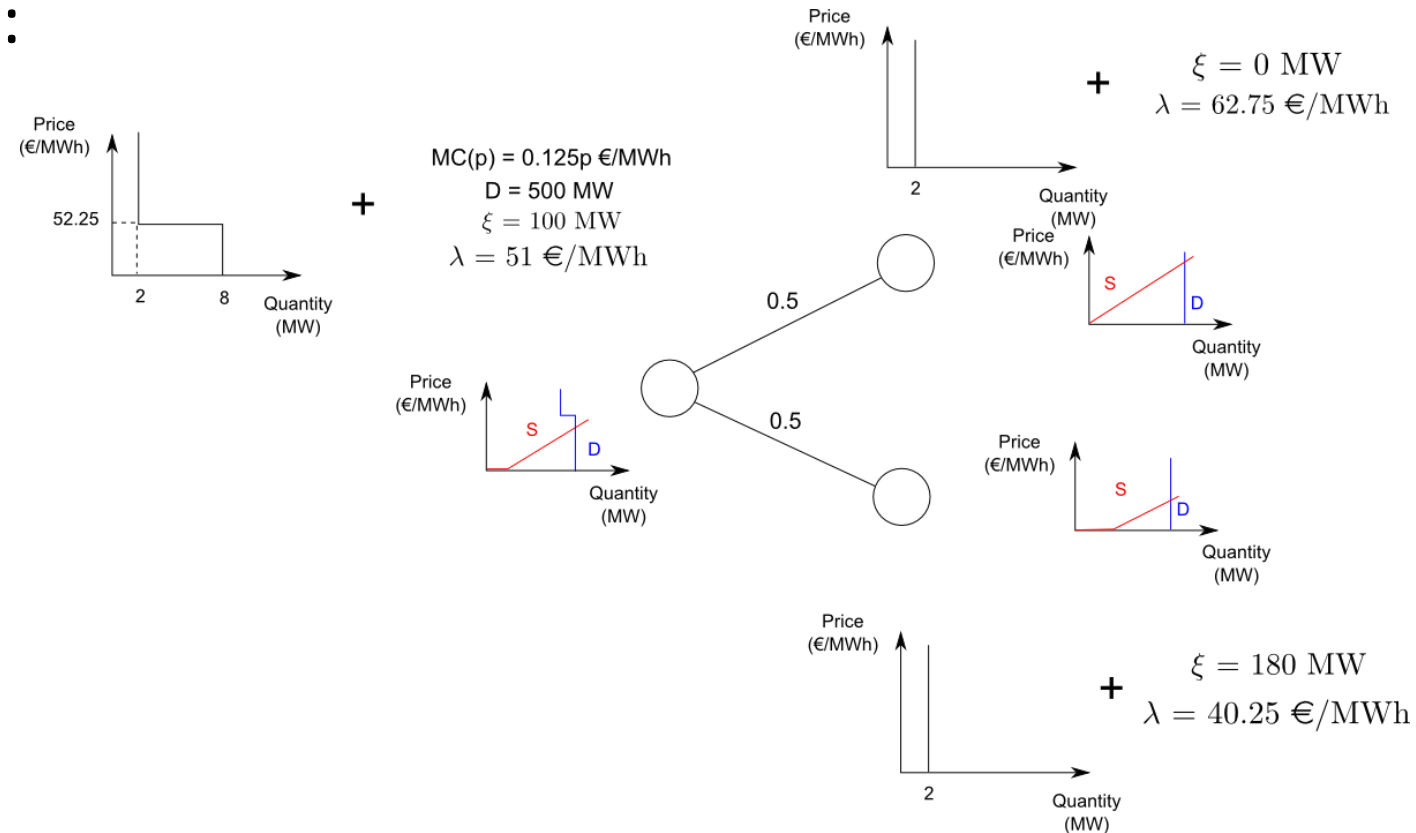 :
Price
(€/MWh)
2
Quantity
(MW)
+
ξ = 0 MW
λ = 62.75 €/MWh
Price
(€/MWh)
52.25
2
8
Quantity
(MW)
+
MC(p) = 0.125p €/MWh
D = 500 MW
ξ = 100 MW
λ = 51 €/MWh
Price
(€/MWh)
S
D
Quantity
(MW)
0.5
0.5
Price
(€/MWh)
S
D
Quantity
(MW)
Price
(€/MWh)
S
D
Quantity
(MW)
Price
(€/MWh)
2
Quantity
(MW)
+
ξ = 180 MW
λ = 40.25 €/MWh